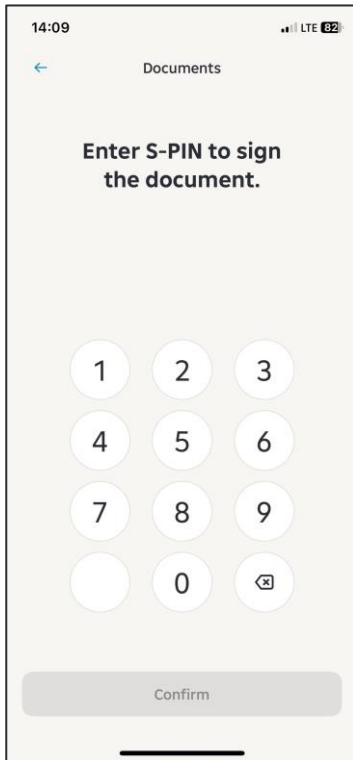 14:09 LTE 82
Documents
Enter S-PIN to sign
the document.
1 2 3
4 5 6
7 8 9
0
Confirm